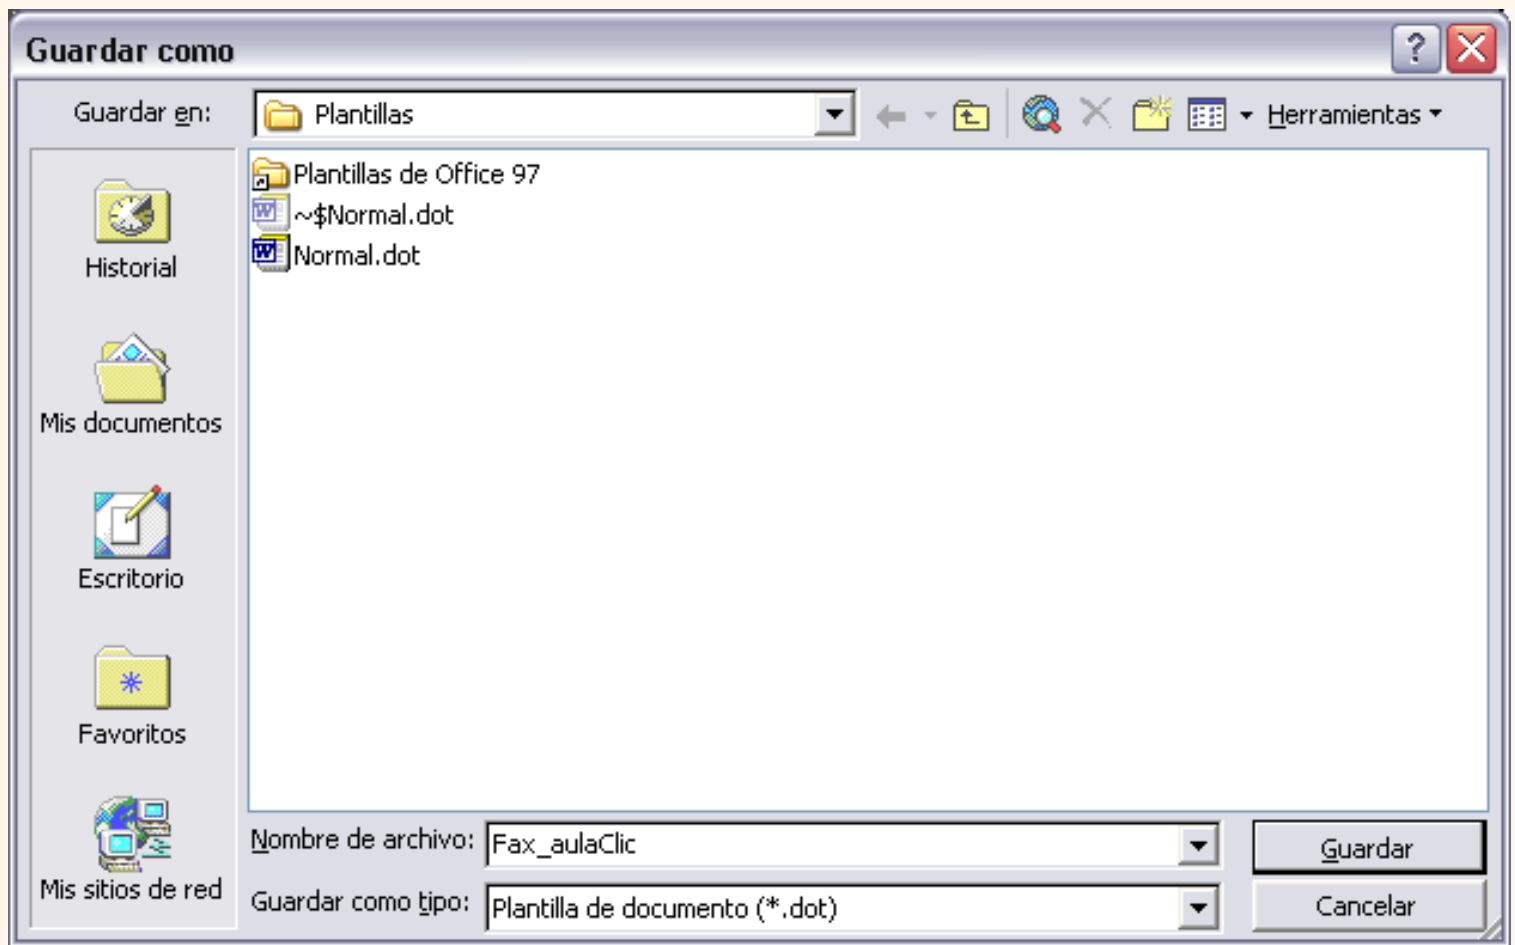 Guardar como
Guardar en: Plantillas Herramientas
Plantillas de Office 97
~$Normal.dot
Normal.dot
Historial
Mis documentos
Escritorio
Favoritos
Mis sitios de red
Nombre de archivo: Fax_aulaClic Guardar
Guardar como tipo: Plantilla de documento (*.dot) Cancelar